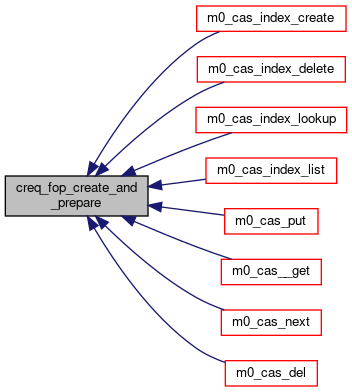 m0_cas_index_create
m0_cas_index_delete
m0_cas_index_lookup
m0_cas_index_list
creq_fop_create_and
_prepare
m0_cas_put
m0_cas__get
m0_cas_next
m0_cas_del